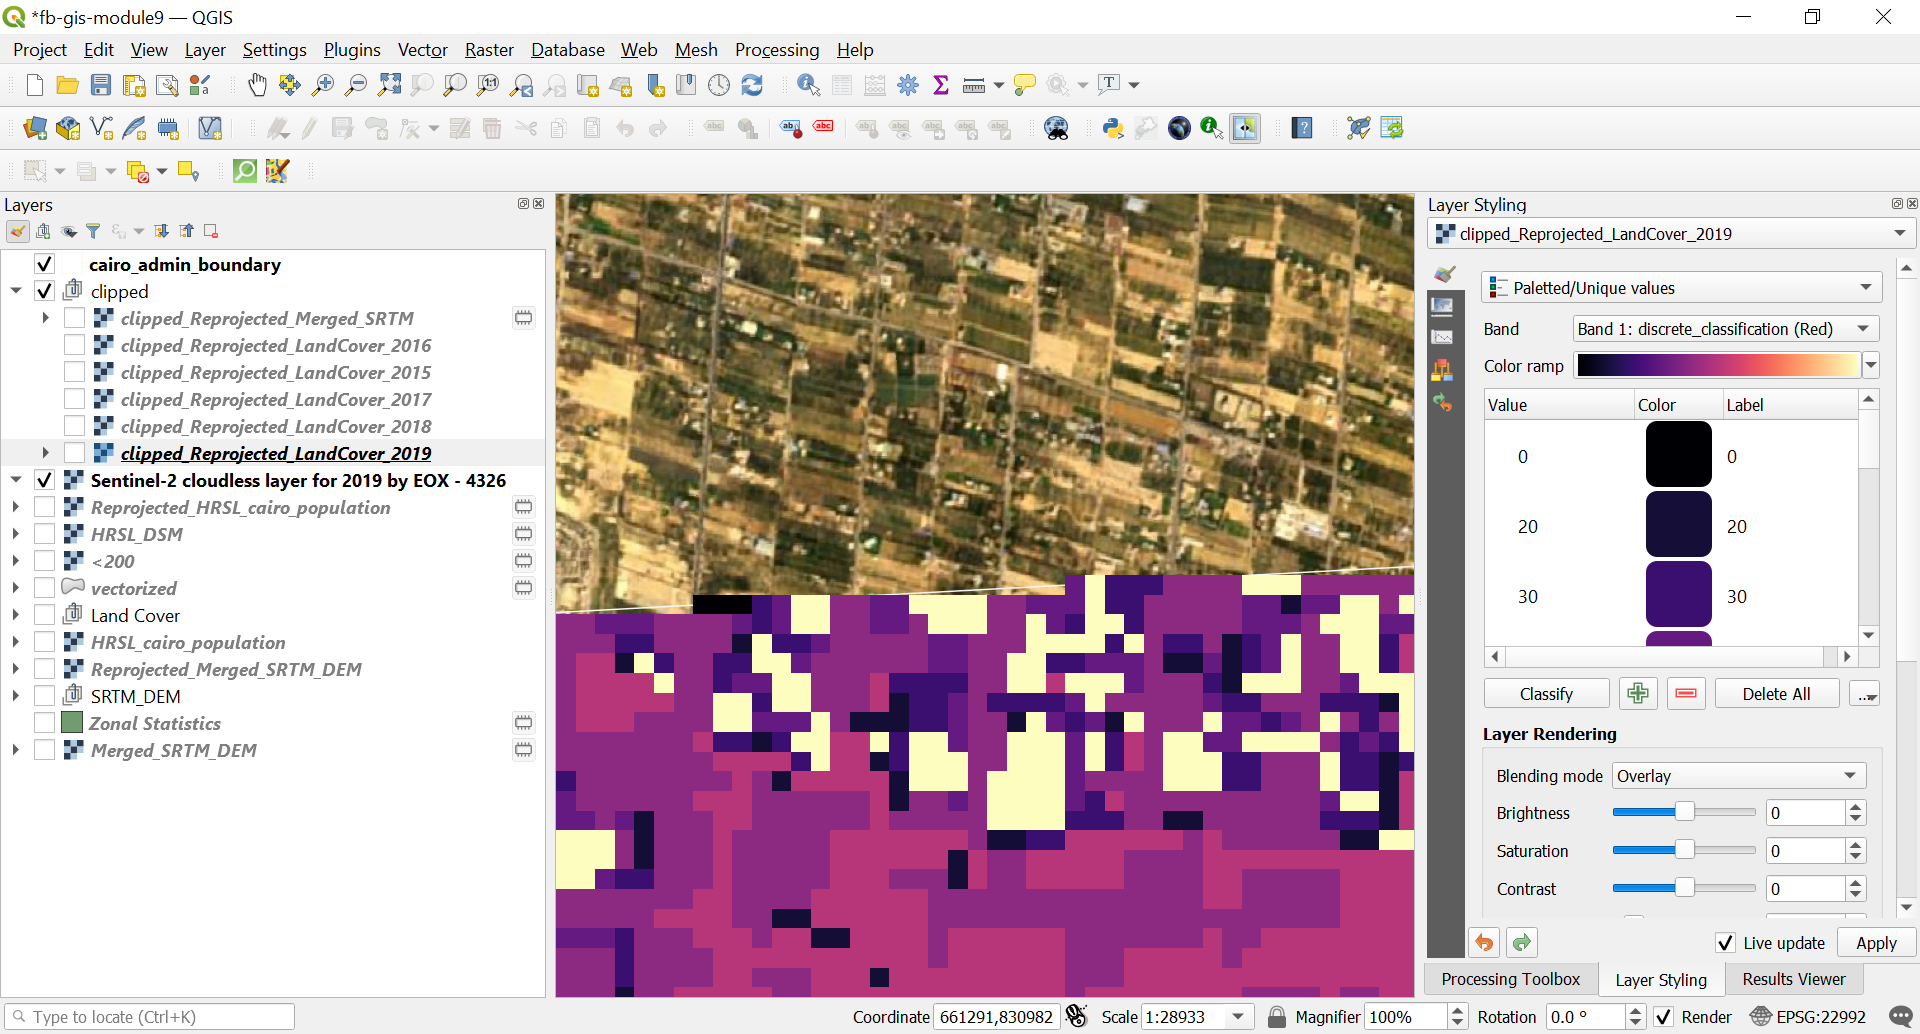 *fb-gis-module9 — QGIS
Project Edit View Layer Settings Plugins Vector Raster Database Web Mesh Processing Help
Layers
cairo_admin_boundary
clipped
clipped_Reprojected_Merged_SRTM
clipped_Reprojected_LandCover_2016
clipped_Reprojected_LandCover_2015
clipped_Reprojected_LandCover_2017
clipped_Reprojected_LandCover_2018
clipped_Reprojected_LandCover_2019
Sentinel-2 cloudless layer for 2019 by EOX - 4326
Reprojected_HRSL_cairo_population
HRSL_DSM
<200
vectorized
Land Cover
HRSL_cairo_population
Reprojected_Merged_SRTM_DEM
SRTM_DEM
Zonal Statistics
Merged_SRTM_DEM
Layer Styling
clipped_Reprojected_LandCover_2019
Paletted/Unique values
Band Band 1: discrete_classification (Red)
Color ramp
Value Color Label
0 0
20 20
30 30
Classify Delete All ...
Layer Rendering
Blending mode Overlay
Brightness 0
Saturation 0
Contrast 0
Live update Apply
Processing Toolbox Layer Styling Results Viewer
Type to locate (Ctrl+K) Coordinate 661291,830982 Scale 1:28933 Magnifier 100% Rotation 0.0 ° Render EPSG:22992